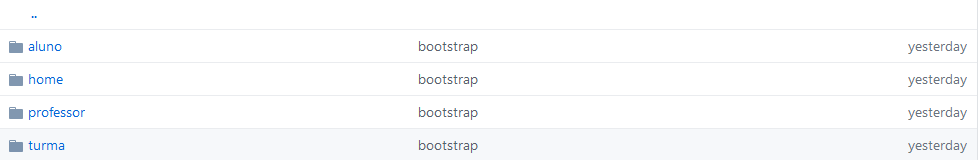 ..
aluno bootstrap yesterday
home bootstrap yesterday
professor bootstrap yesterday
turma bootstrap yesterday